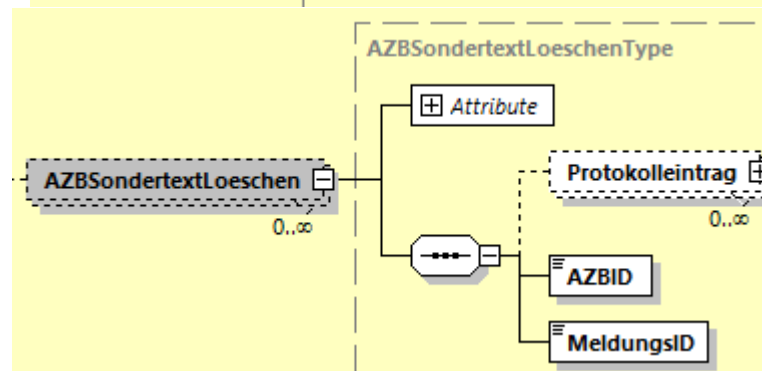 AZBSondertextLoeschenType
Attribute
AZBSondertextLoeschen
0..∞
Protokolleintrag
0..∞
AZBID
MeldungsID